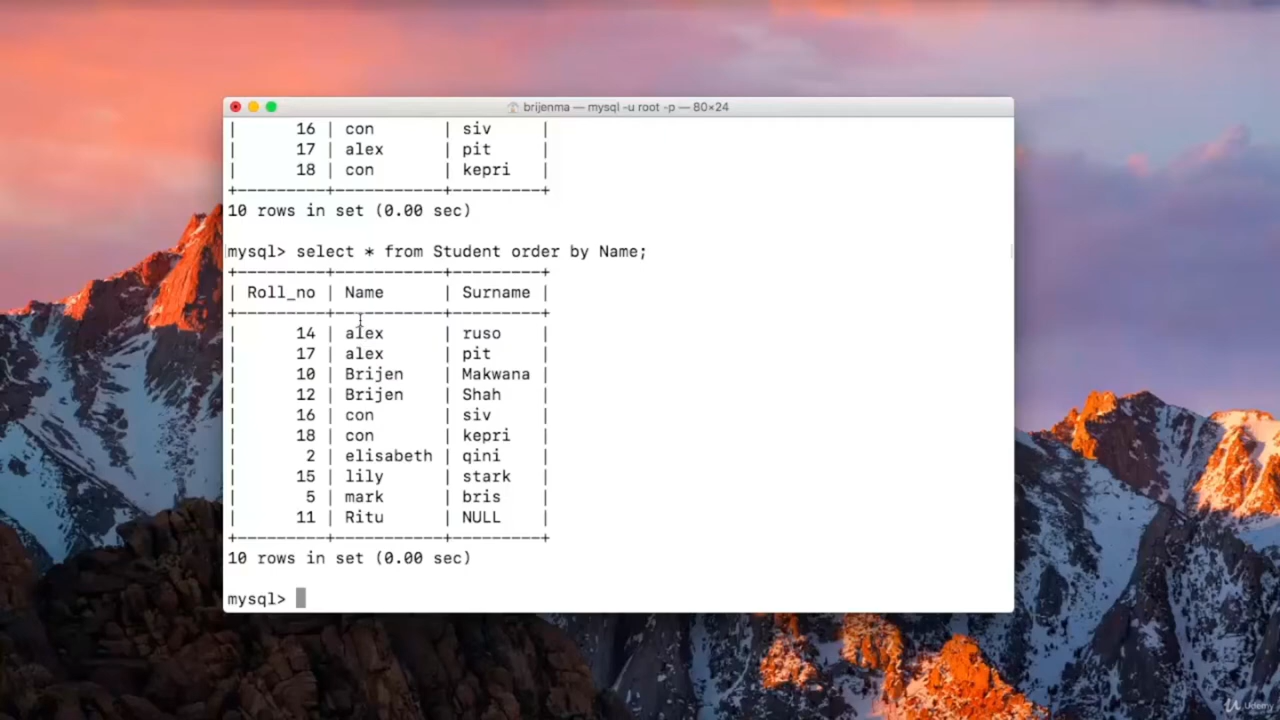 brijenma — mysql -u root -p — 80×24
|      16 | con       | siv     |
|      17 | alex      | pit     |
|      18 | con       | kepri   |
+---------+-----------+---------+
10 rows in set (0.00 sec)
mysql> select * from Student order by Name;
+---------+-----------+---------+
| Roll_no | Name      | Surname |
+---------+-----------+---------+
|      14 | alex      | ruso    |
|      17 | alex      | pit     |
|      10 | Brijen    | Makwana |
|      12 | Brijen    | Shah    |
|      16 | con       | siv     |
|      18 | con       | kepri   |
|       2 | elisabeth | qini    |
|      15 | lily      | stark   |
|       5 | mark      | bris    |
|      11 | Ritu      | NULL    |
+---------+-----------+---------+
10 rows in set (0.00 sec)
mysql>
Udemy